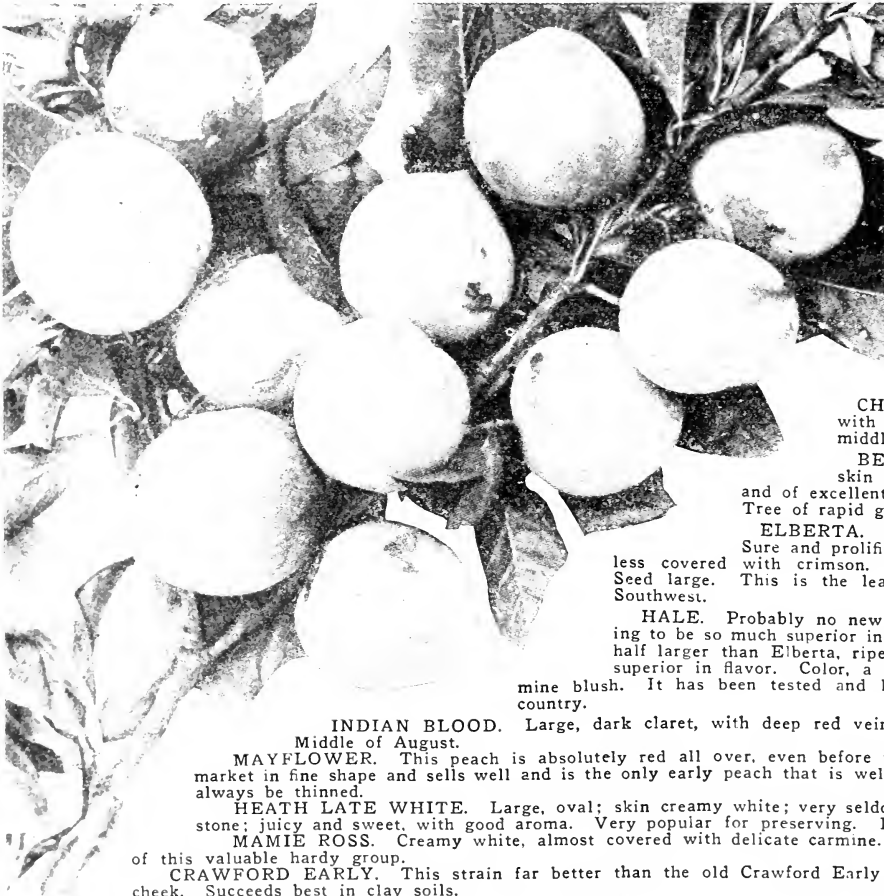 CH
with
middl
BE
skin
and of excellent
Tree of rapid g
ELBERTA.
Sure and prolifi
less covered with crimson.
Seed large. This is the lea
Southwest.
HALE. Probably no new
ing to be so much superior in
half larger than Elberta, ripe
superior in flavor. Color, a
mine blush. It has been tested and
country.
INDIAN BLOOD. Large, dark claret, with deep red vein
Middle of August.
MAYFLOWER. This peach is absolutely red all over, even before
market in fine shape and sells well and is the only early peach that is wel
always be thinned.
HEATH LATE WHITE. Large, oval; skin creamy white; very seldo
stone; juicy and sweet, with good aroma. Very popular for preserving.
MAMIE ROSS. Creamy white, almost covered with delicate carmine.
of this valuable hardy group.
CRAWFORD EARLY. This strain far better than the old Crawford Early
cheek. Succeeds best in clay soils.